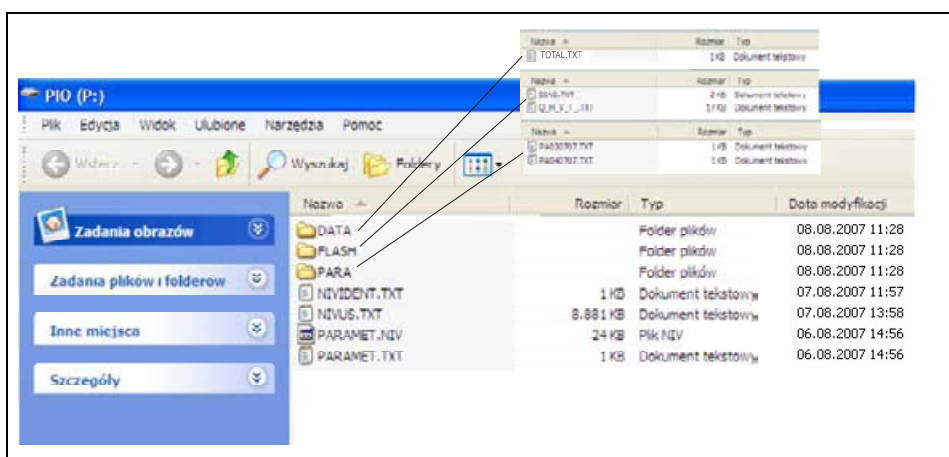 Nazwa Rozmiar Typ
TOTAL.TXT 1 KB Dokument tekstowy
Nazwa Rozmiar Typ
2 KB Dokument tekstowy
Dokument tekstowy
Nazwa Rozmiar Typ
PA030707.TXT 1 KB Dokument tekstowy
PA040707.TXT 1 KB Dokument tekstowy
PIO (P:)
Plik Edycja Widok Ulubione Narzędzia Pomoc
Wstecz Wyszukaj Foldery
Nazwa Rozmiar Typ Data modyfikacji
Zadania obrazów
DATA Folder plików 08.08.2007 11:28
FLASH Folder plików 08.08.2007 11:28
PARA Folder plików 08.08.2007 11:28
Zadania plików i folderów
NIVIDENT.TXT 1 KB Dokument tekstowy 07.08.2007 11:57
NIVUS.TXT 8.881 KB Dokument tekstowy 07.08.2007 13:58
Inne miejsca
PARAMET.NIV 24 KB Plik NIV 06.08.2007 14:56
PARAMET.TXT 1 KB Dokument tekstowy 06.08.2007 14:56
Szczegóły